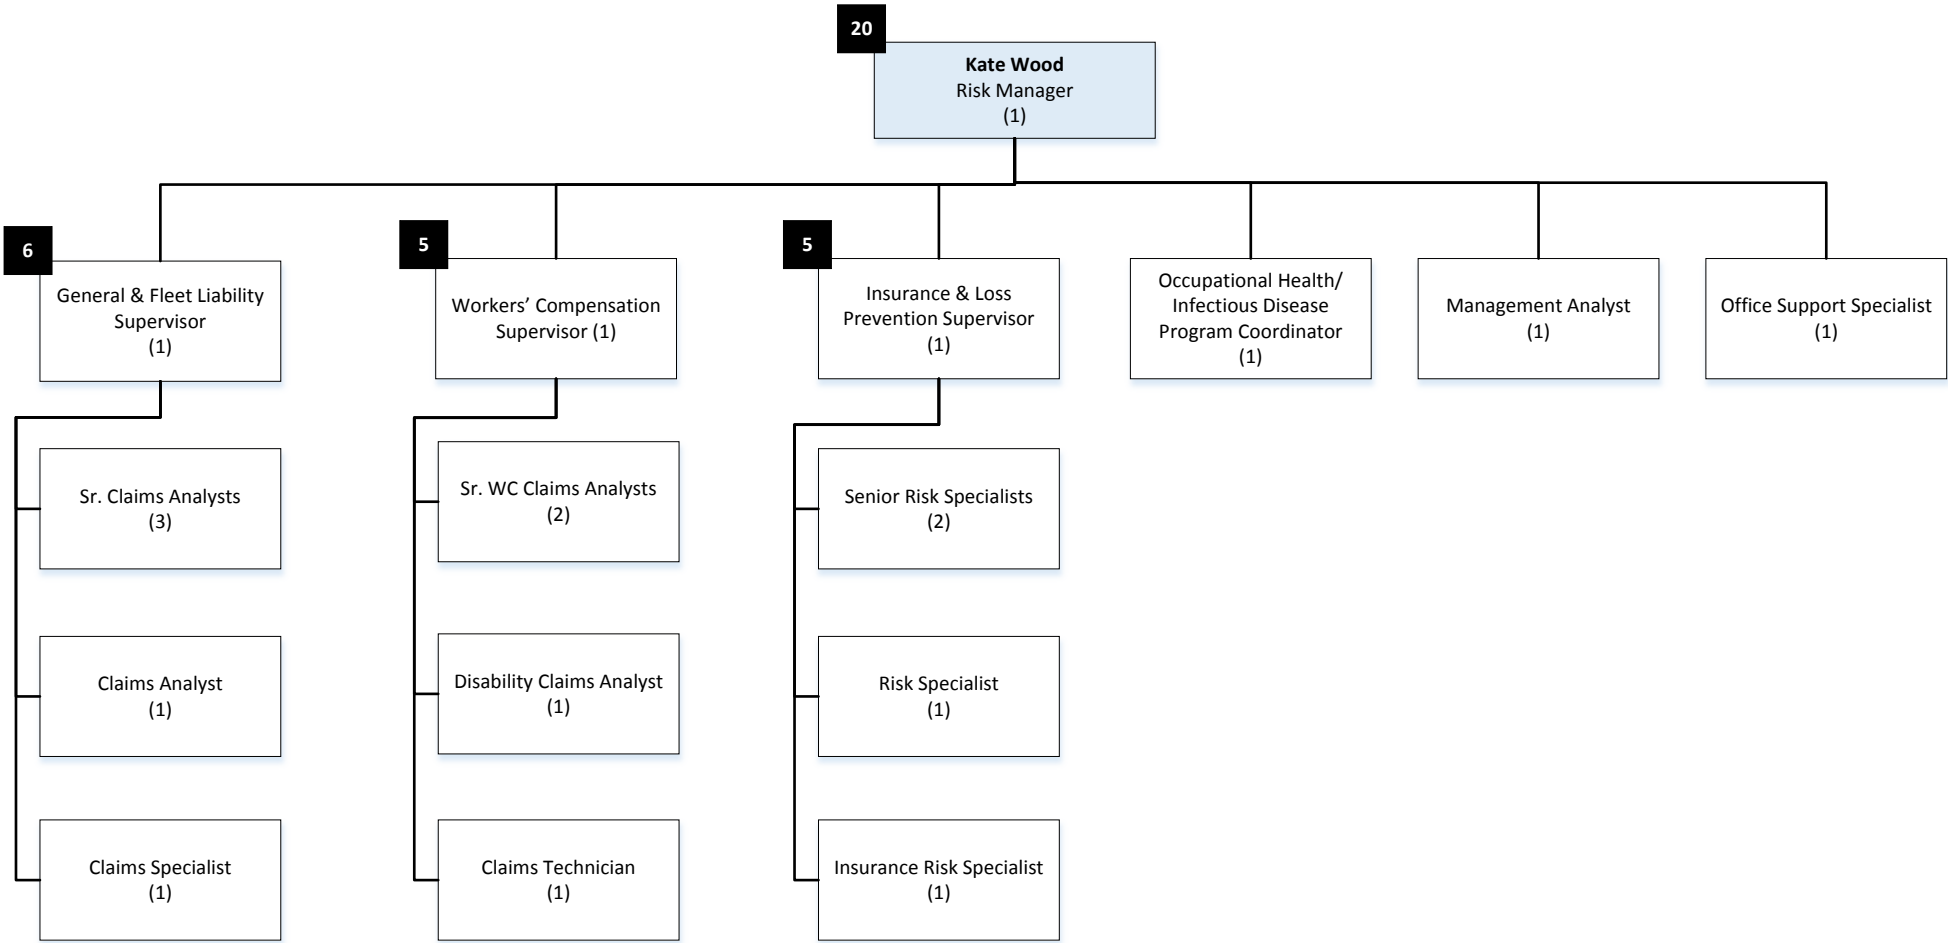 20
Kate Wood
Risk Manager
(1)
6
General & Fleet Liability
Supervisor
(1)
5
Workers’ Compensation
Supervisor (1)
5
Insurance & Loss
Prevention Supervisor
(1)
Occupational Health/
Infectious Disease
Program Coordinator
(1)
Management Analyst
(1)
Office Support Specialist
(1)
Sr. Claims Analysts
(3)
Sr. WC Claims Analysts
(2)
Senior Risk Specialists
(2)
Claims Analyst
(1)
Disability Claims Analyst
(1)
Risk Specialist
(1)
Claims Specialist
(1)
Claims Technician
(1)
Insurance Risk Specialist
(1)